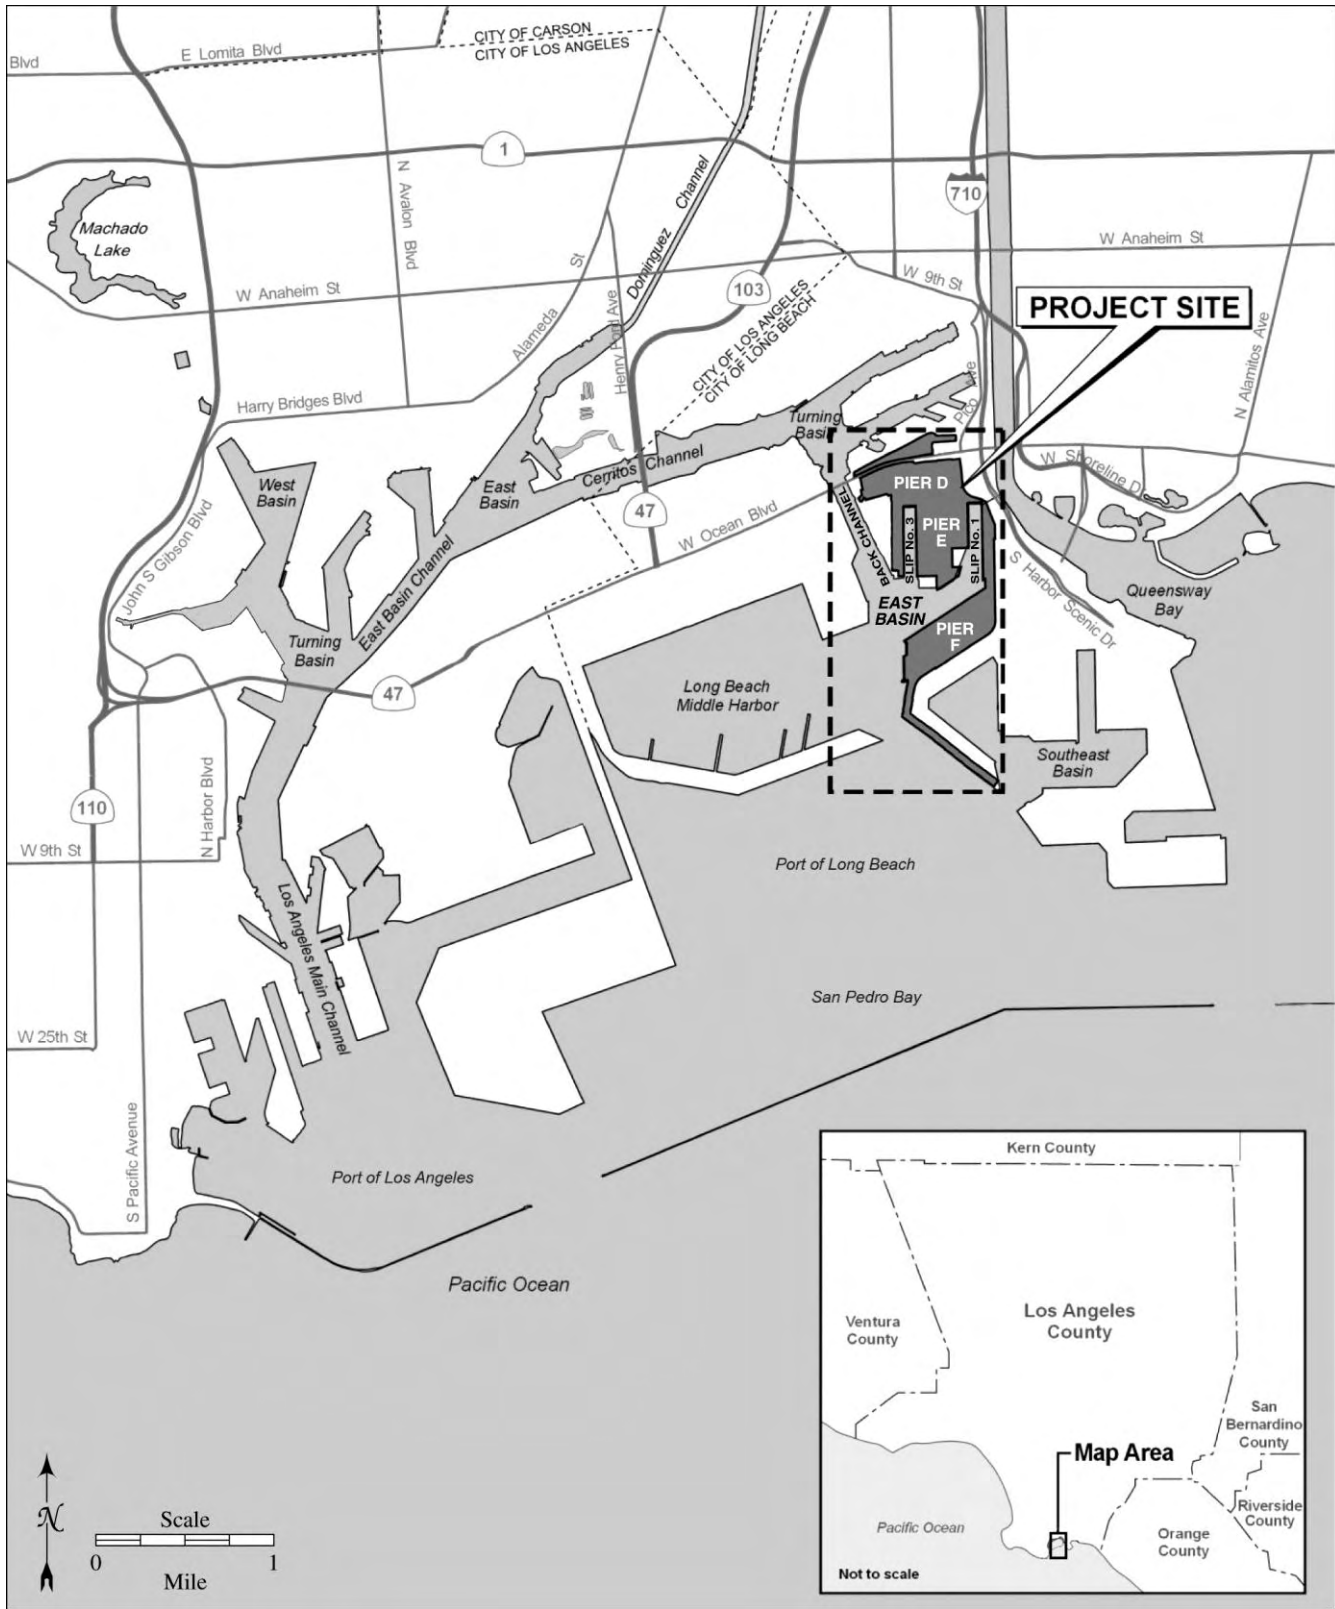 CITY OF CARSON
CITY OF LOS ANGELES
E Lomita Blvd
Blvd
1
N Avalon Blvd
Dominguez Channel
710
Machado
Lake
W Anaheim St
W Anaheim St
Alameda St
Henry Ford Ave
103
CITY OF LOS ANGELES
CITY OF LONG BEACH
W 9th St
PROJECT SITE
N Alamitos Ave
Pico Ave
Harry Bridges Blvd
Turning
Basin
W Shoreline D
West
Basin
East
Basin
Cerritos Channel
PIER D
47
W Ocean Blvd
BACK CHANNEL
SLIP No. 3
PIER
E
SLIP No. 1
John S Gibson Blvd
East Basin Channel
EAST
BASIN
S Harbor Scenic Dr
Queensway
Bay
Turning
Basin
PIER
F
47
Long Beach
Middle Harbor
Southeast
Basin
110
N Harbor Blvd
W 9th St
Port of Long Beach
Los Angeles Main Channel
San Pedro Bay
W 25th St
S Pacific Avenue
Port of Los Angeles
Pacific Ocean
Kern County
Ventura
County
Los Angeles
County
San
Bernardino
County
Map Area
Riverside
County
Orange
County
Pacific Ocean
Not to scale
N
Scale
0 1
Mile